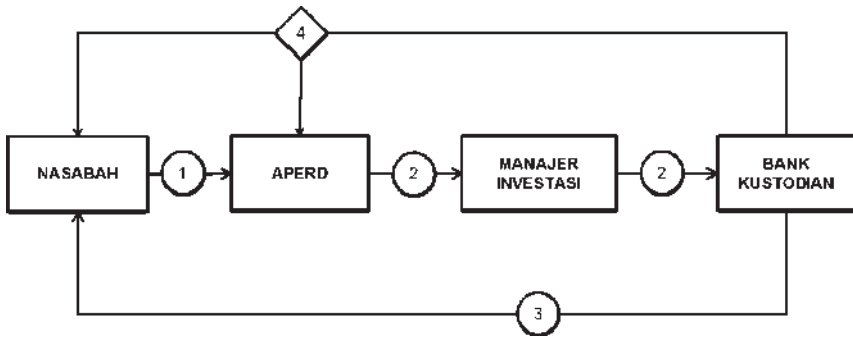 4
NASABAH
1
APERD
2
MANAJER
INVESTASI
2
BANK
KUSTODIAN
3